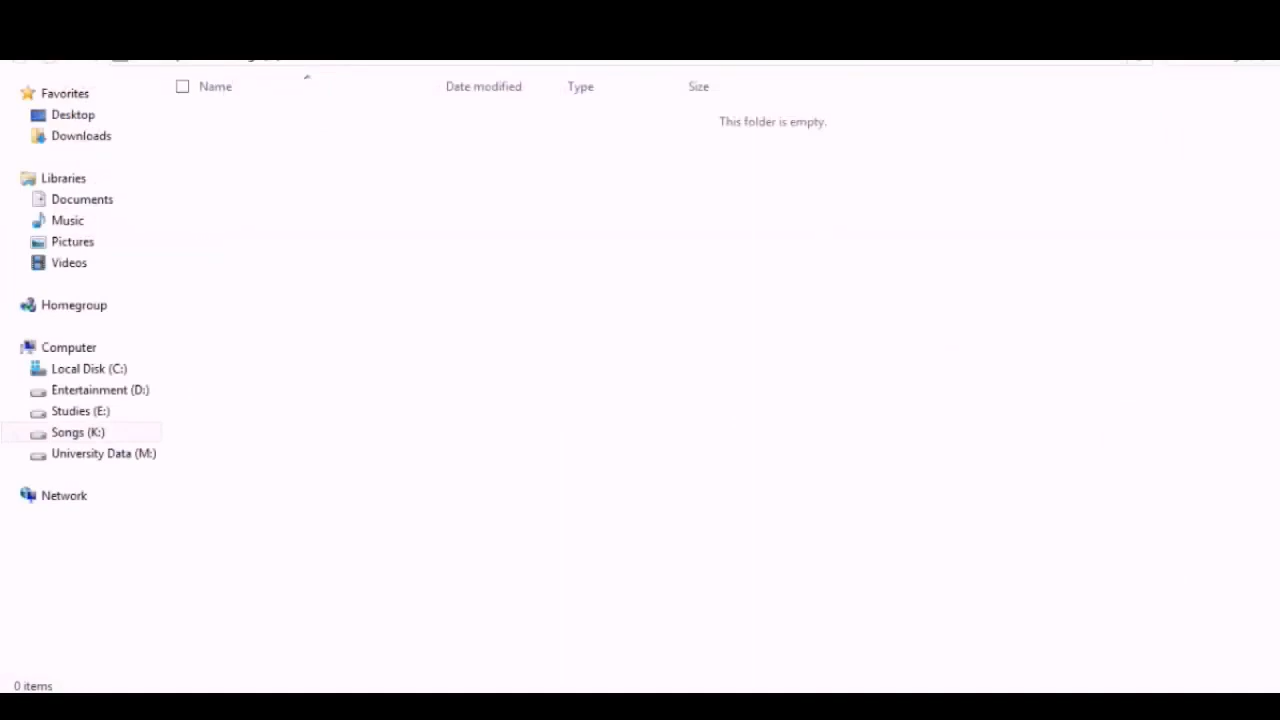 Name Date modified Type Size
This folder is empty.
Favorites
Desktop
Downloads
Libraries
Documents
Music
Pictures
Videos
Homegroup
Computer
Local Disk (C:)
Entertainment (D:)
Studies (E:)
Songs (K:)
University Data (M:)
Network
0 items